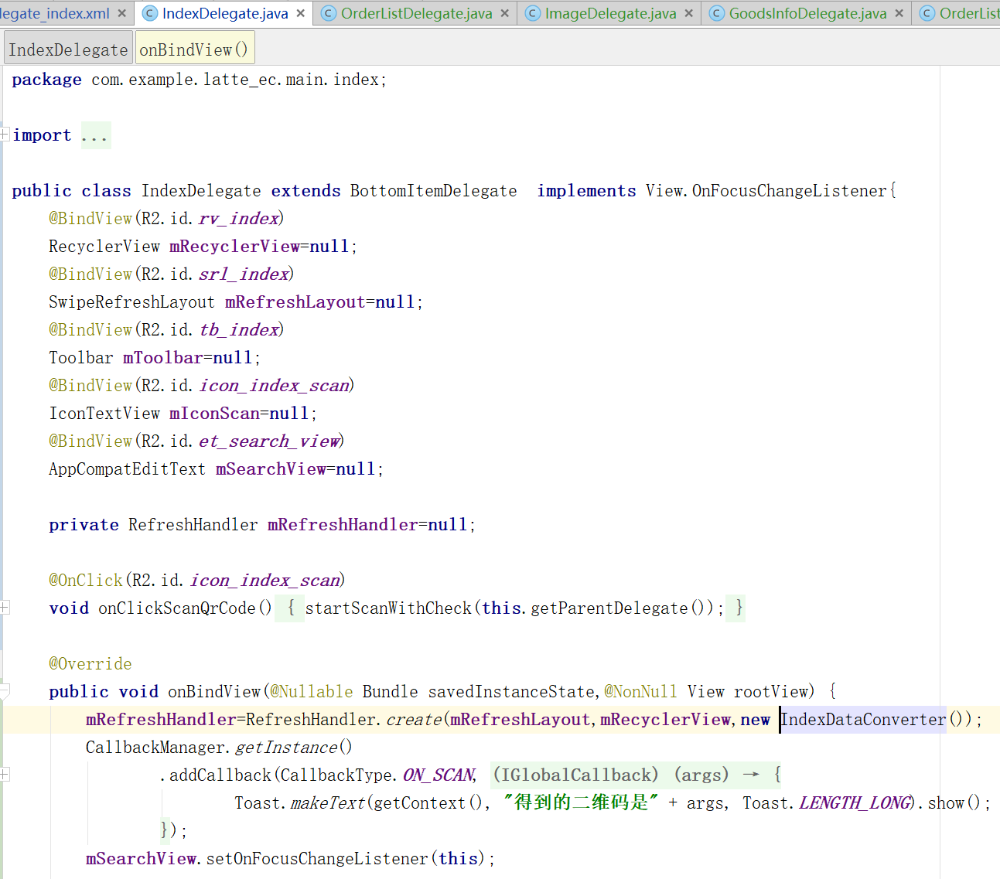 legate_index.xml IndexDelegate.java OrderListDelegate.java ImageDelegate.java GoodsInfoDelegate.java OrderList
IndexDelegate onBindView()
package com.example.latte_ec.main.index;
import ...
public class IndexDelegate extends BottomItemDelegate  implements View.OnFocusChangeListener{
@BindView(R2.id.rv_index)
RecyclerView mRecyclerView=null;
@BindView(R2.id.srl_index)
SwipeRefreshLayout mRefreshLayout=null;
@BindView(R2.id.tb_index)
Toolbar mToolbar=null;
@BindView(R2.id.icon_index_scan)
IconTextView mIconScan=null;
@BindView(R2.id.et_search_view)
AppCompatEditText mSearchView=null;
private RefreshHandler mRefreshHandler=null;
@OnClick(R2.id.icon_index_scan)
void onClickScanQrCode() { startScanWithCheck(this.getParentDelegate()); }
@Override
public void onBindView(@Nullable Bundle savedInstanceState,@NonNull View rootView) {
mRefreshHandler=RefreshHandler.create(mRefreshLayout,mRecyclerView,new IndexDataConverter());
CallbackManager.getInstance()
.addCallback(CallbackType.ON_SCAN, (IGlobalCallback) (args) → {
Toast.makeText(getContext(), "得到的二维码是" + args, Toast.LENGTH_LONG).show();
});
mSearchView.setOnFocusChangeListener(this);